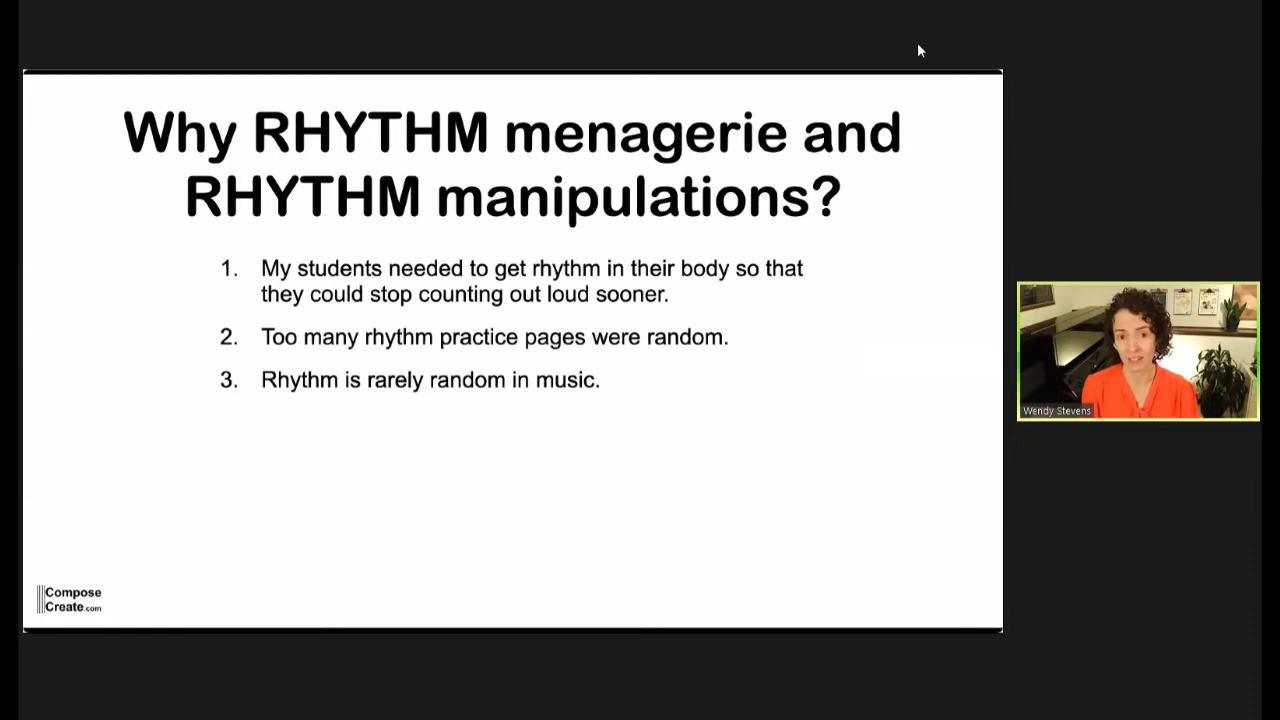 Why RHYTHM menagerie and
RHYTHM manipulations?
1. My students needed to get rhythm in their body so that
they could stop counting out loud sooner.
2. Too many rhythm practice pages were random.
3. Rhythm is rarely random in music.
Wendy Stevens
Compose
Create.com